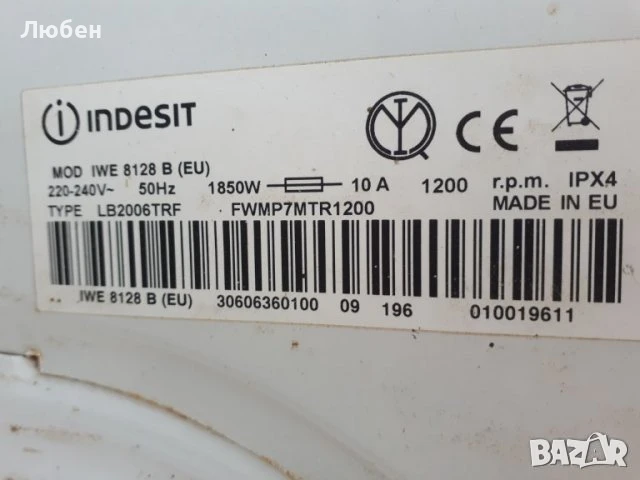 Любен
indesit
MOD IWE 8128 B (EU)
220-240V~ 50Hz 1850W 10 A 1200 r.p.m. IPX4
TYPE LB2006TRF FWMP7MTR1200 MADE IN EU
IWE 8128 B (EU) 30606360100 09 196 010019611
BAZAR